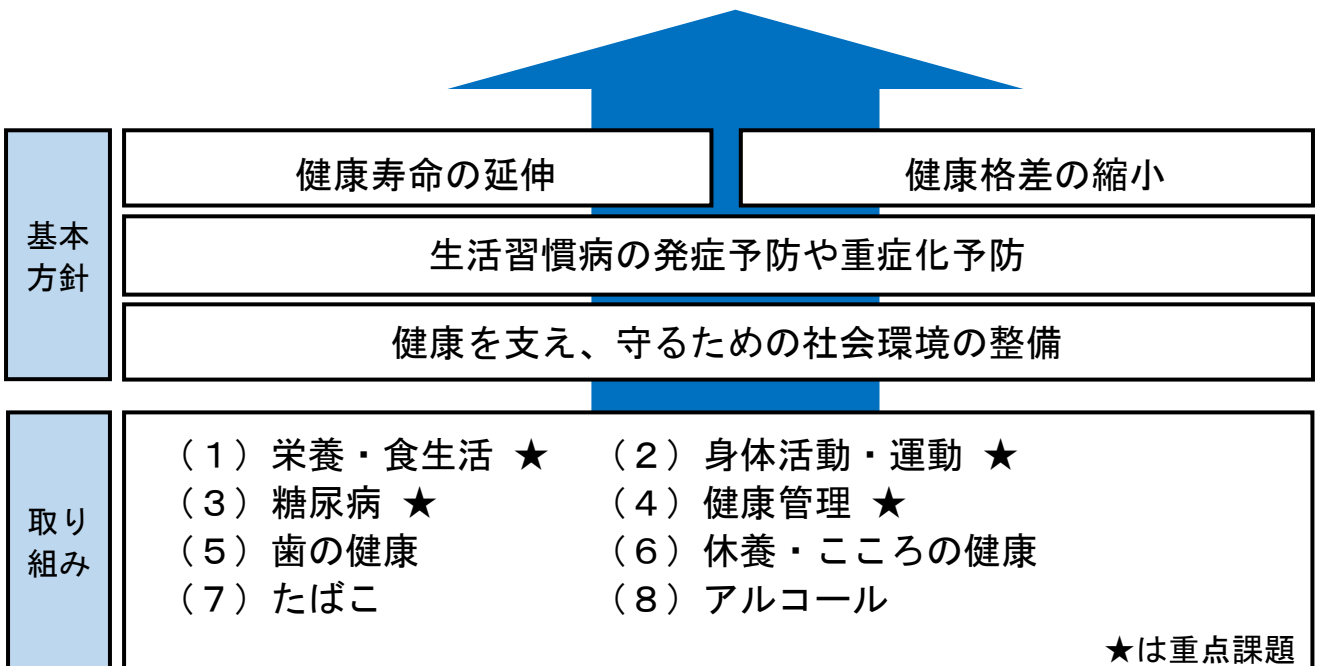 基本
方針
健康寿命の延伸
健康格差の縮小
生活習慣病の発症予防や重症化予防
健康を支え、守るための社会環境の整備
取り
組み
（１）栄養・食生活 ★
（２）身体活動・運動 ★
（３）糖尿病 ★
（４）健康管理 ★
（５）歯の健康
（６）休養・こころの健康
（７）たばこ
（８）アルコール
★は重点課題